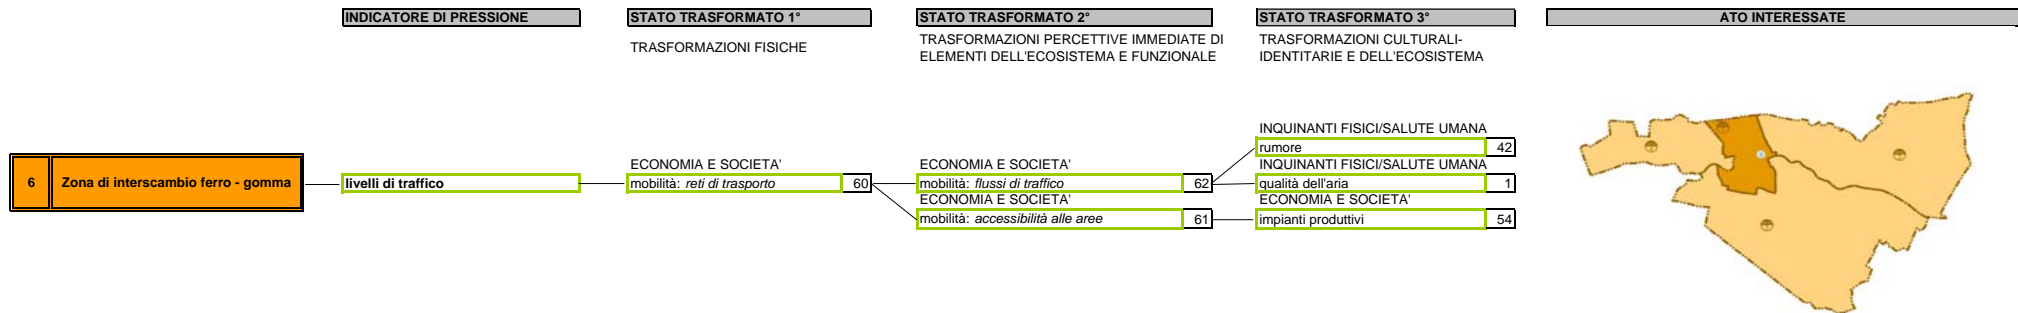 INDICATORE DI PRESSIONE
STATO TRASFORMATO 1°
STATO TRASFORMATO 2°
STATO TRASFORMATO 3°
ATO INTERESSATE
TRASFORMAZIONI FISICHE
TRASFORMAZIONI PERCETTIVE IMMEDIATE DI
ELEMENTI DELL'ECOSISTEMA E FUNZIONALE
TRASFORMAZIONI CULTURALI-
IDENTITARIE E DELL'ECOSISTEMA
6 Zona di interscambio ferro - gomma
livelli di traffico
ECONOMIA E SOCIETA'
mobilità: reti di trasporto 60
ECONOMIA E SOCIETA'
mobilità: flussi di traffico 62
ECONOMIA E SOCIETA'
mobilità: accessibilità alle aree 61
INQUINANTI FISICI/SALUTE UMANA
rumore 42
INQUINANTI FISICI/SALUTE UMANA
qualità dell'aria 1
ECONOMIA E SOCIETA'
impianti produttivi 54